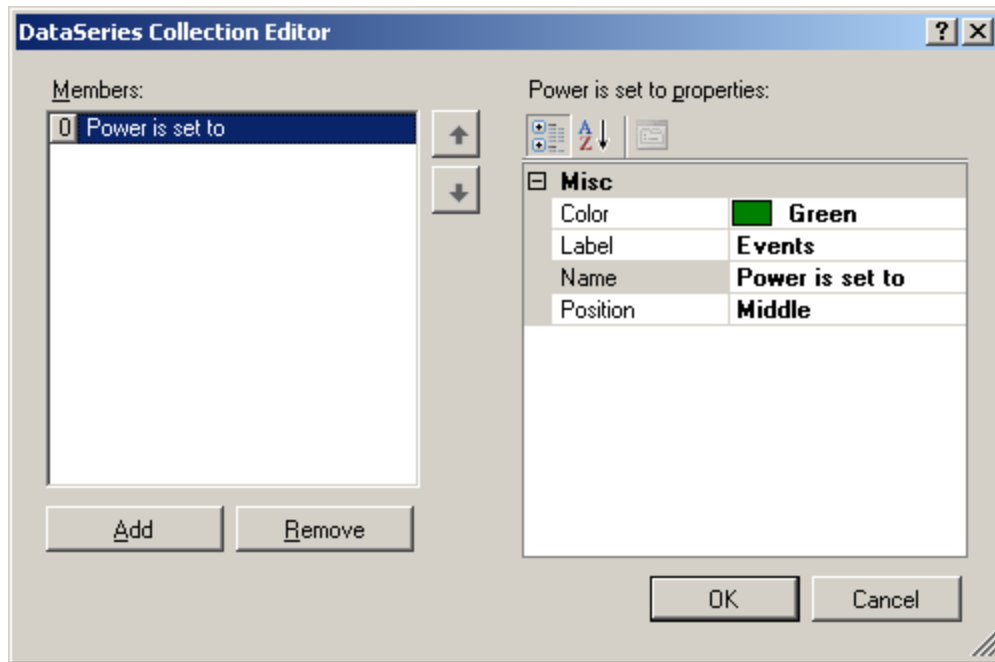 DataSeries Collection Editor
Members:
0 Power is set to
Add
Remove
Power is set to properties:
Misc
Color Green
Label Events
Name Power is set to
Position Middle
OK
Cancel